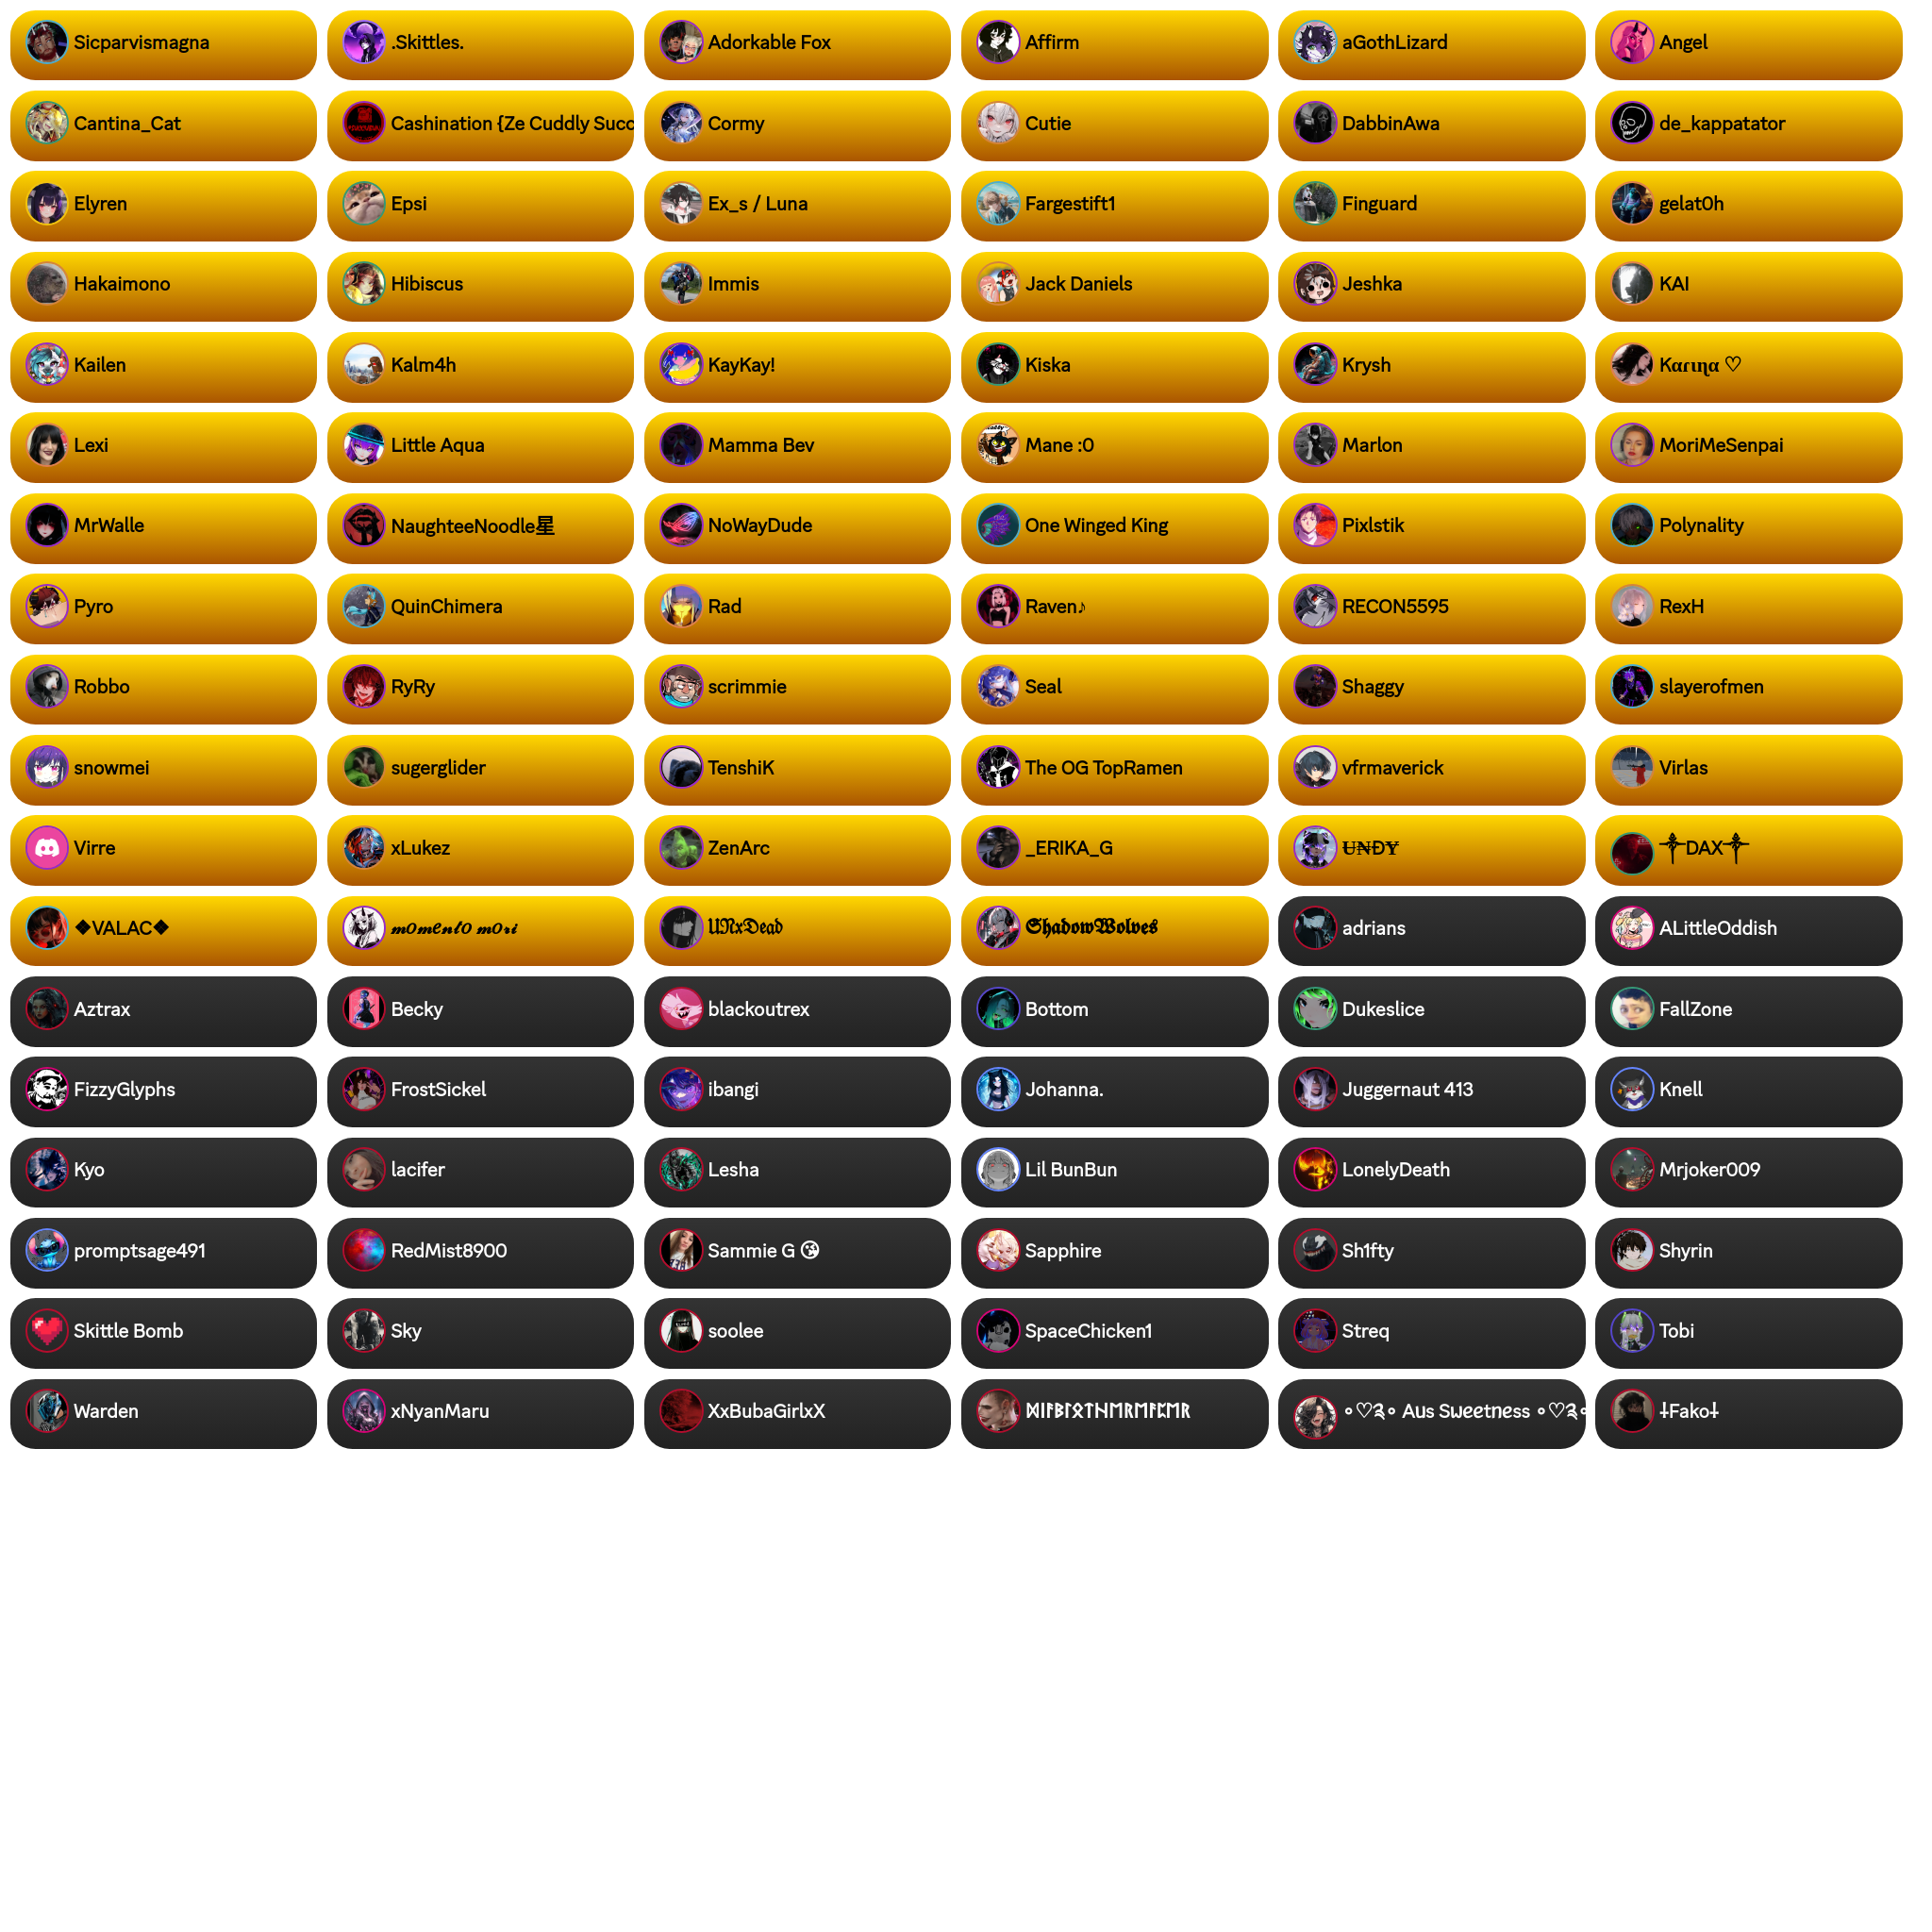 Sicparvismagna
.Skittles.
Adorkable Fox
Affirm
aGothLizard
Angel
Cantina_Cat
Cashination {Ze Cuddly Succ
Cormy
Cutie
DabbinAwa
de_kappatator
Elyren
Epsi
Ex_s / Luna
Fargestift1
Finguard
gelat0h
Hakaimono
Hibiscus
Immis
Jack Daniels
Jeshka
KAI
Kailen
Kalm4h
KayKay!
Kiska
Krysh
Kαɾιɳα ♡
Lexi
Little Aqua
Mamma Bev
Mane :0
Marlon
MoriMeSenpai
MrWalle
NaughteeNoodle星
NoWayDude
One Winged King
Pixlstik
Polynality
Pyro
QuinChimera
Rad
Raven♪
RECON5595
RexH
Robbo
RyRy
scrimmie
Seal
Shaggy
slayerofmen
snowmei
sugerglider
TenshiK
The OG TopRamen
vfrmaverick
Virlas
Virre
xLukez
ZenArc
_ERIKA_G
U̶₦ĐɎ
༒DAX༒
❖VALAC❖
𝓶𝓸𝓶𝓮𝓷𝓽𝓸 𝓶𝓸𝓻𝓲
𝔘𝔑𝔵𝔇𝔢𝔞𝔡
𝕾𝖍𝖆𝖉𝖔𝖜𝖂𝖔𝖑𝖛𝖊𝖘
adrians
ALittleOddish
Aztrax
Becky
blackoutrex
Bottom
Dukeslice
FallZone
FizzyGlyphs
FrostSickel
ibangi
Johanna.
Juggernaut 413
Knell
Kyo
lacifer
Lesha
Lil BunBun
LonelyDeath
Mrjoker009
promptsage491
RedMist8900
Sammie G 😘
Sapphire
Sh1fty
Shyrin
Skittle Bomb
Sky
soolee
SpaceChicken1
Streq
Tobi
Warden
xNyanMaru
XxBubaGirlxX
ᛞᛁᚨᛒᛚᛟᛏᚺᛖᚱᛖᚨᛈᛖᚱ
∘♡༉∘ Aus Sɯҽҽƚɳҽss ∘♡༉∘
⸸Fako⸸